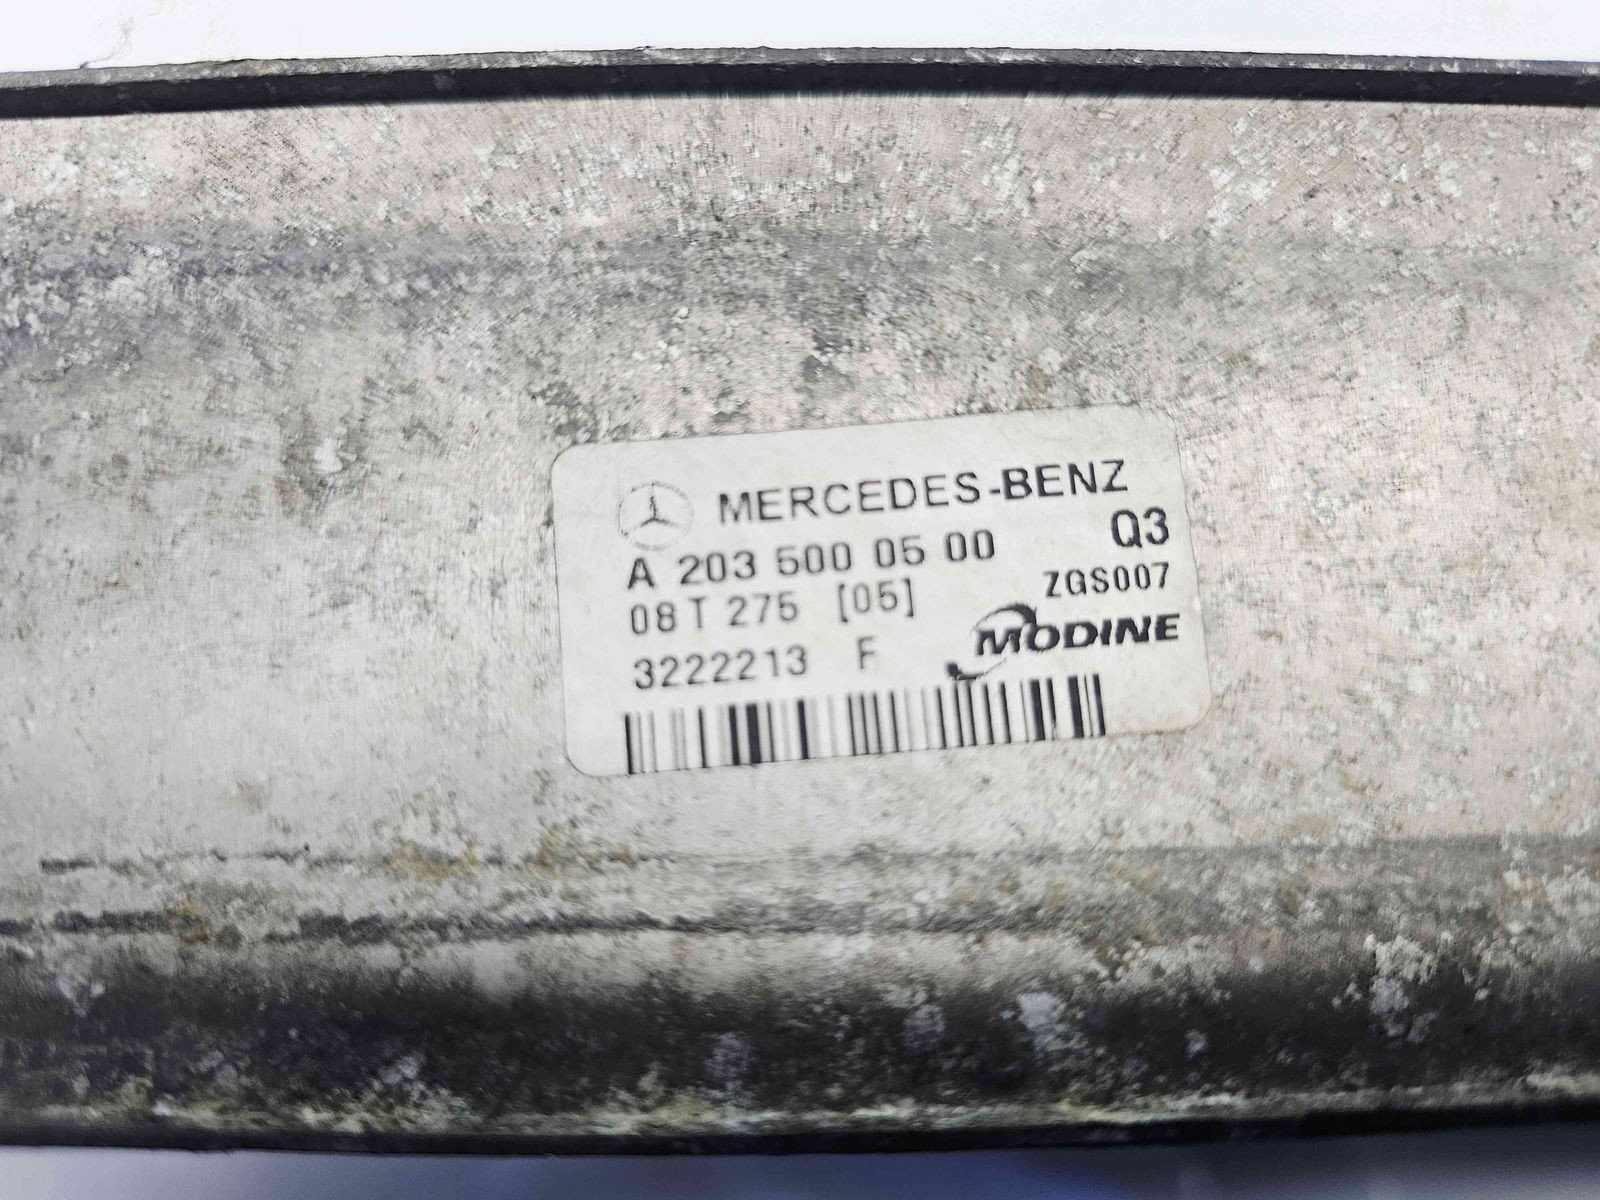 MERCEDES-BENZ
A 203 500 05 00 Q3
08 T 275 [05] ZGS007
3222213 F MODINE